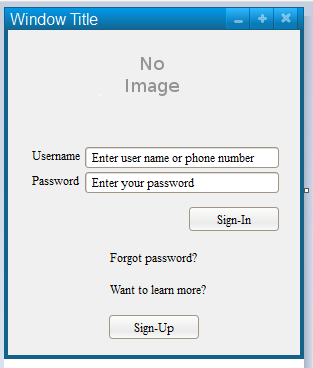 Window Title
No
Image
Username Enter user name or phone number
Password Enter your password
Sign-In
Forgot password?
Want to learn more?
Sign-Up